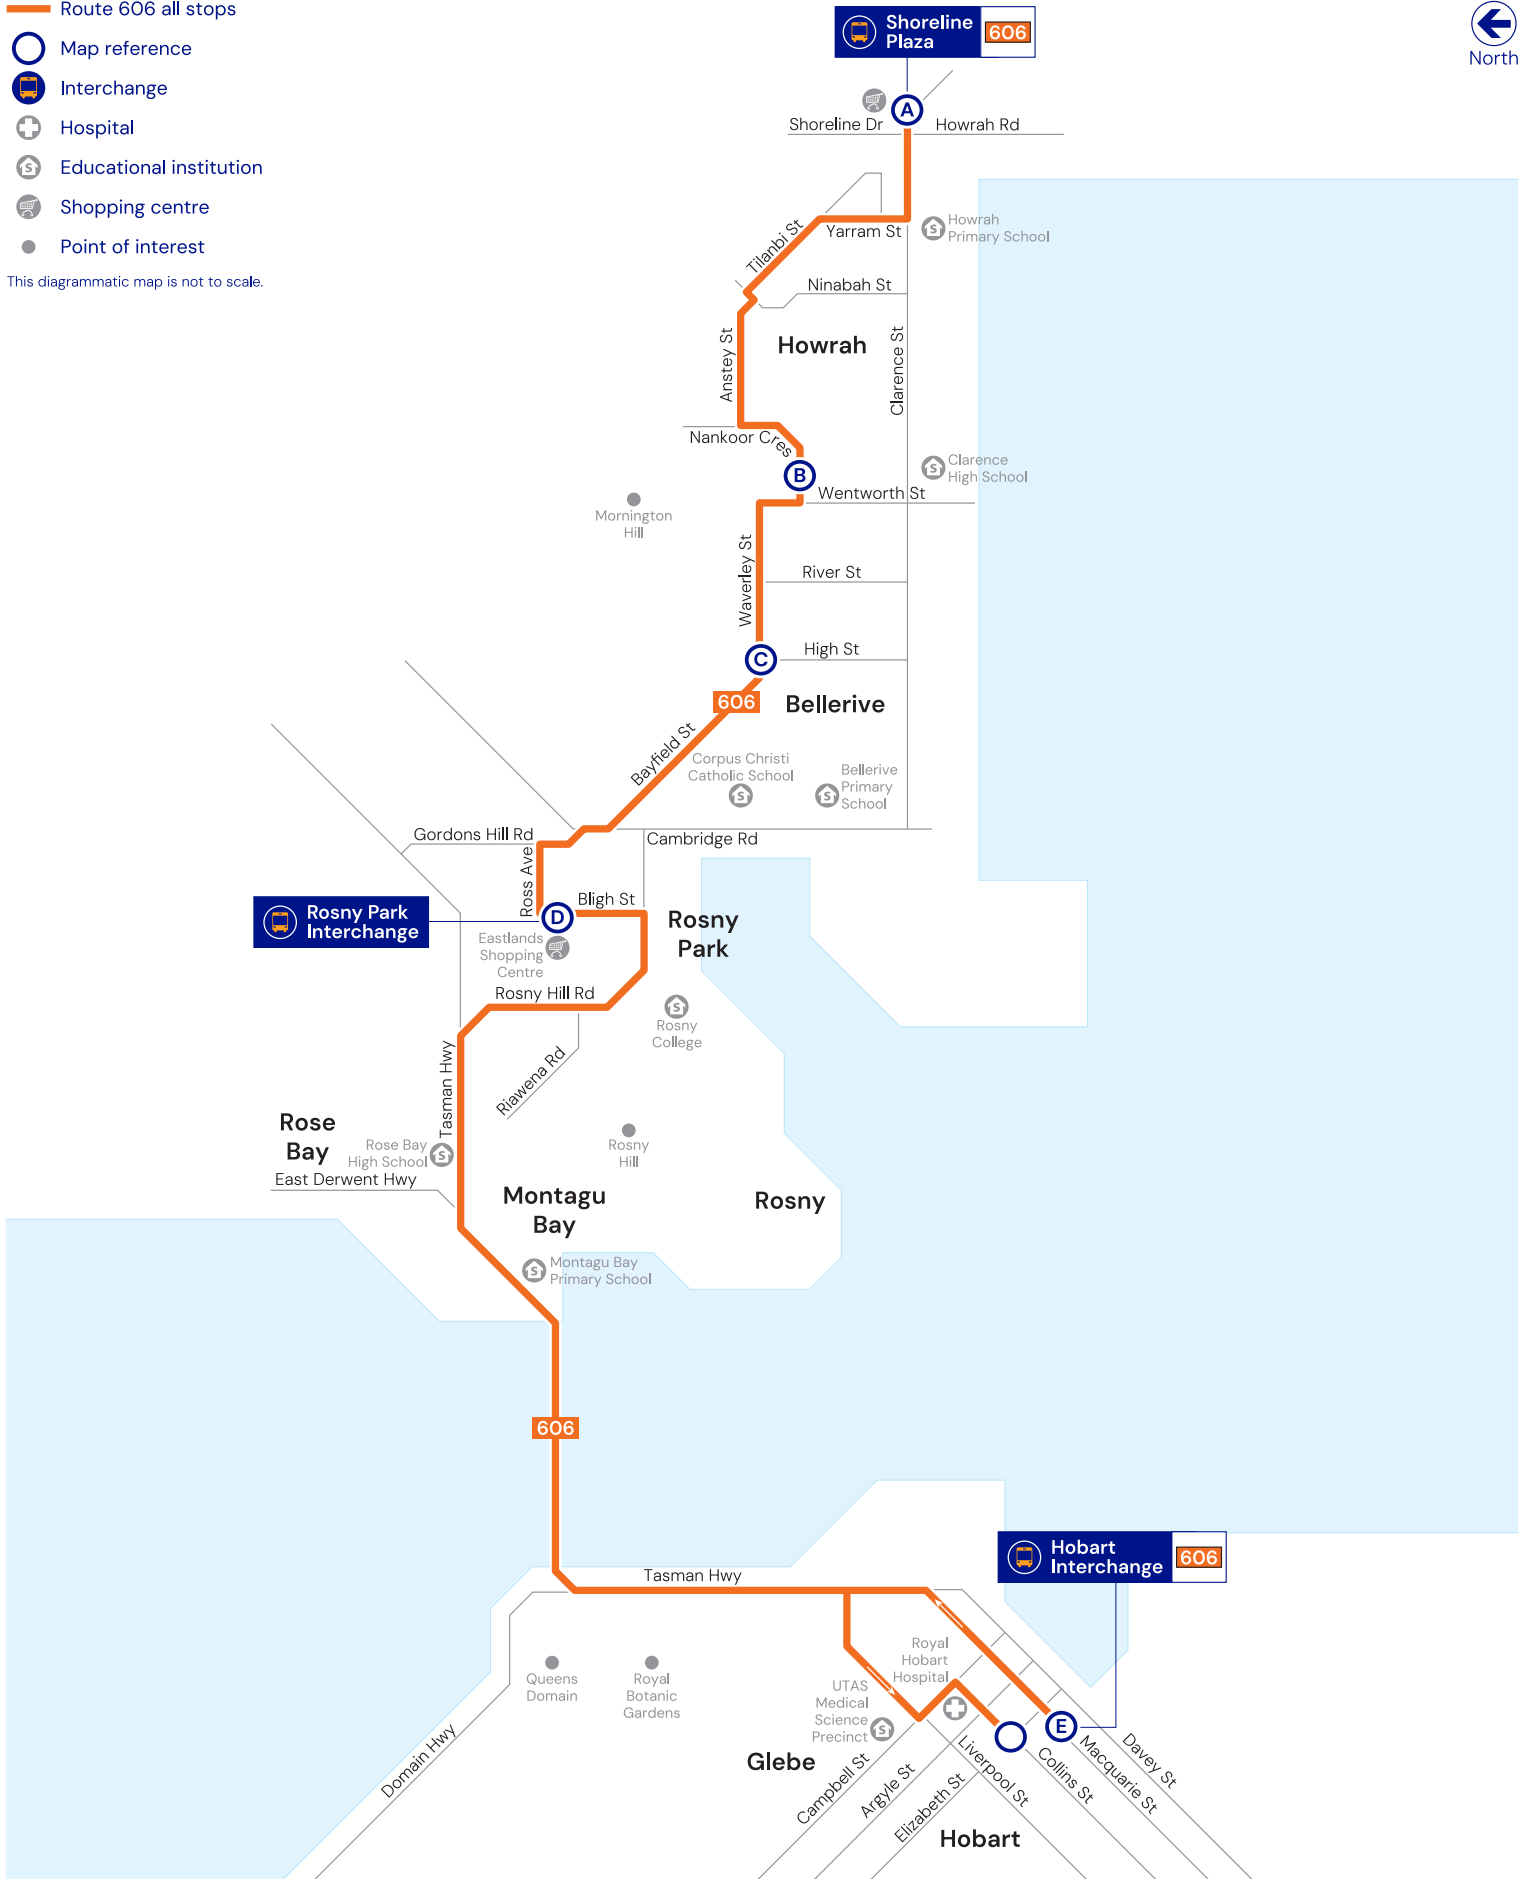 Route 606 all stops
Map reference
Interchange
Hospital
Educational institution
Shopping centre
Point of interest
This diagrammatic map is not to scale.
Shoreline
Plaza
606
North
A
Shoreline Dr
Howrah Rd
Howrah
Primary School
Yarram St
Tilanbi St
Ninabah St
Howrah
Anstey St
Clarence St
Nankoor Cres
B
Clarence
High School
Wentworth St
Mornington
Hill
Waverley St
River St
High St
C
606
Bellerive
Bayfield St
Corpus Christi
Catholic School
Bellerive
Primary
School
Gordons Hill Rd
Cambridge Rd
Ross Ave
Bligh St
Rosny Park
Interchange
D
Rosny
Park
Eastlands
Shopping
Centre
Rosny Hill Rd
Rosny
College
Tasman Hwy
Riawena Rd
Rose
Bay
Rose Bay
High School
Rosny
Hill
East Derwent Hwy
Montagu
Bay
Rosny
Montagu Bay
Primary School
606
Hobart
Interchange
606
Tasman Hwy
Royal
Hobart
Hospital
Queens
Domain
Royal
Botanic
Gardens
UTAS
Medical
Science
Precinct
E
Domain Hwy
Glebe
Campbell St
Argyle St
Elizabeth St
Liverpool St
Collins St
Macquarie St
Davey St
Hobart